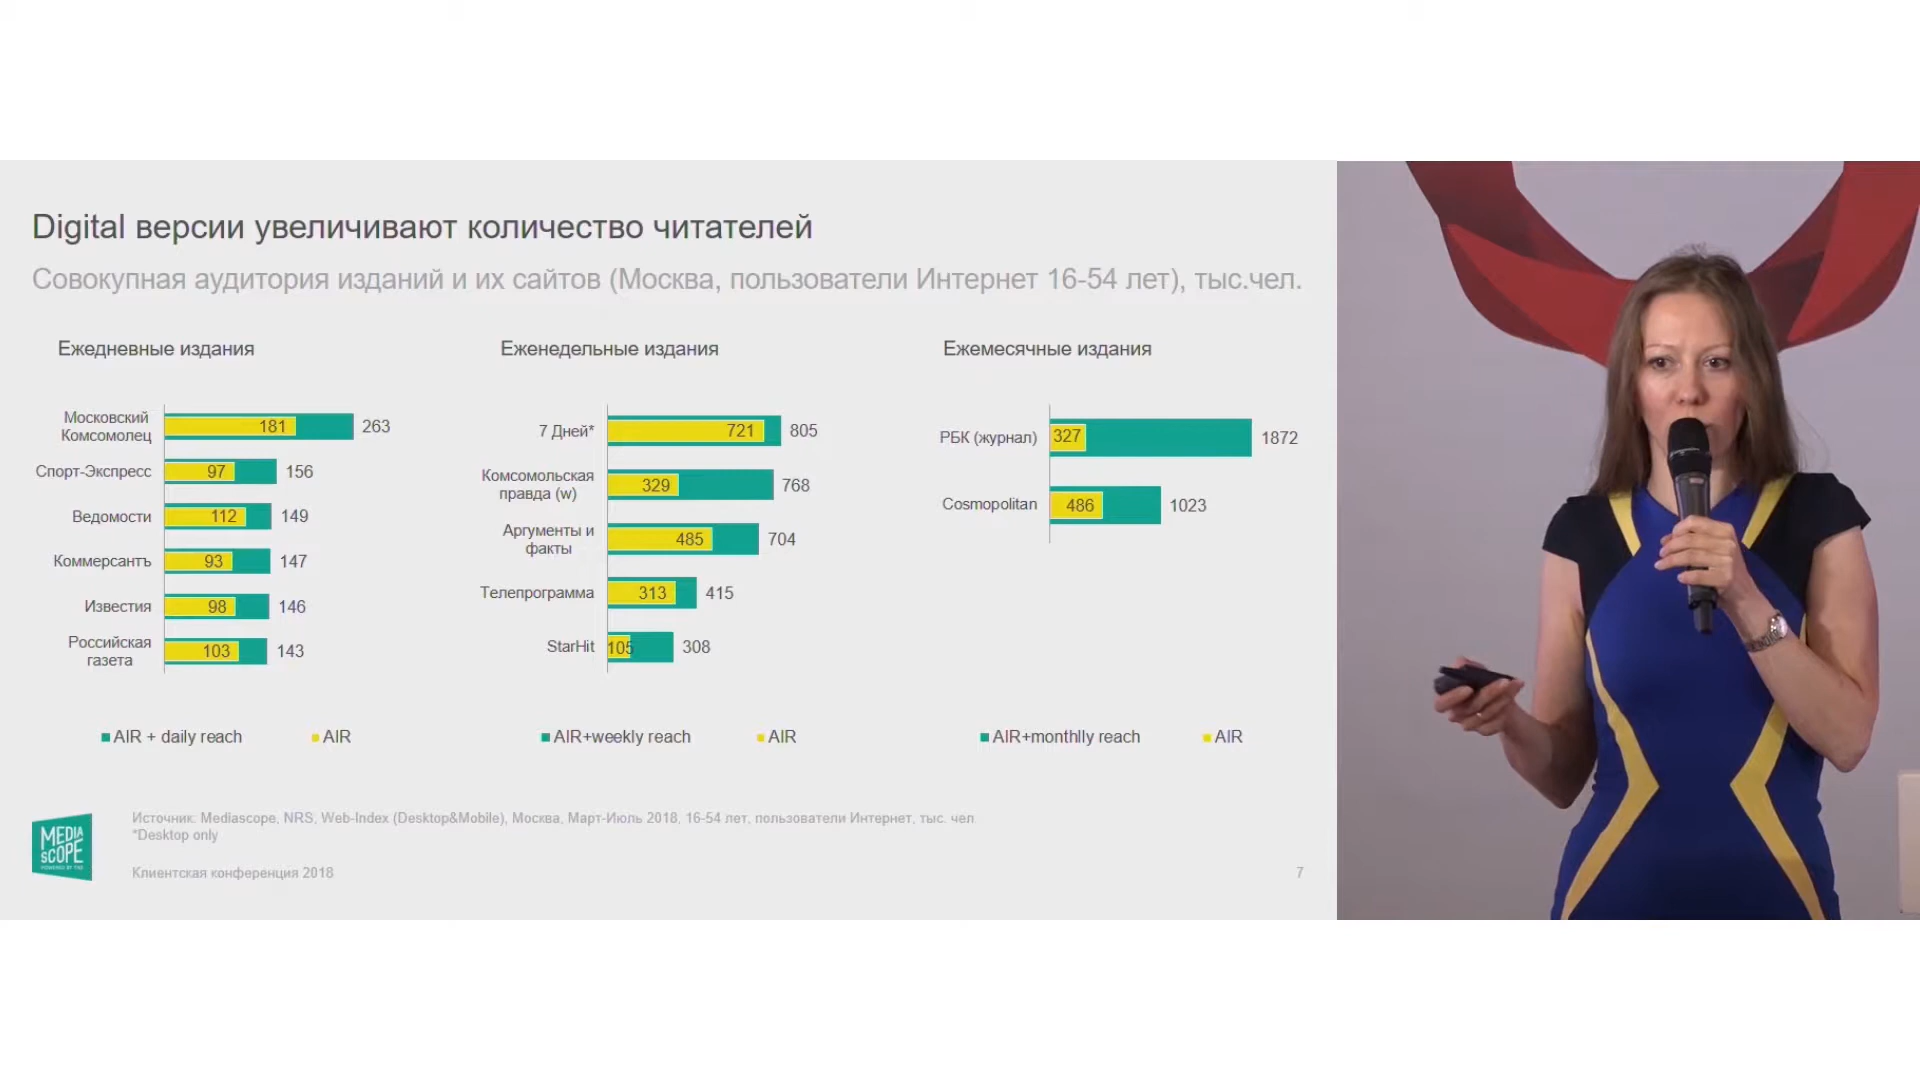 Digital версии увеличивают количество читателей
Совокупная аудитория изданий и их сайтов (Москва, пользователи Интернет 16-54 лет), тыс.чел.
Ежедневные издания
Московский
Комсомолец
181
263
Спорт-Экспресс
97
156
Ведомости
112
149
Коммерсантъ
93
147
Известия
98
146
Российская
газета
103
143
AIR + daily reach
AIR
Еженедельные издания
7 Дней*
721
805
Комсомольская
правда (w)
329
768
Аргументы и
факты
485
704
Телепрограмма
313
415
StarHit
105
308
AIR+weekly reach
AIR
Ежемесячные издания
РБК (журнал)
327
1872
Cosmopolitan
486
1023
AIR+monthlly reach
AIR
MEDIA
SCOPE
Источник: Mediascope, NRS, Web-Index (Desktop&Mobile), Москва, Март-Июль 2018, 16-54 лет, пользователи Интернет, тыс. чел
*Desktop only
Клиентская конференция 2018
7